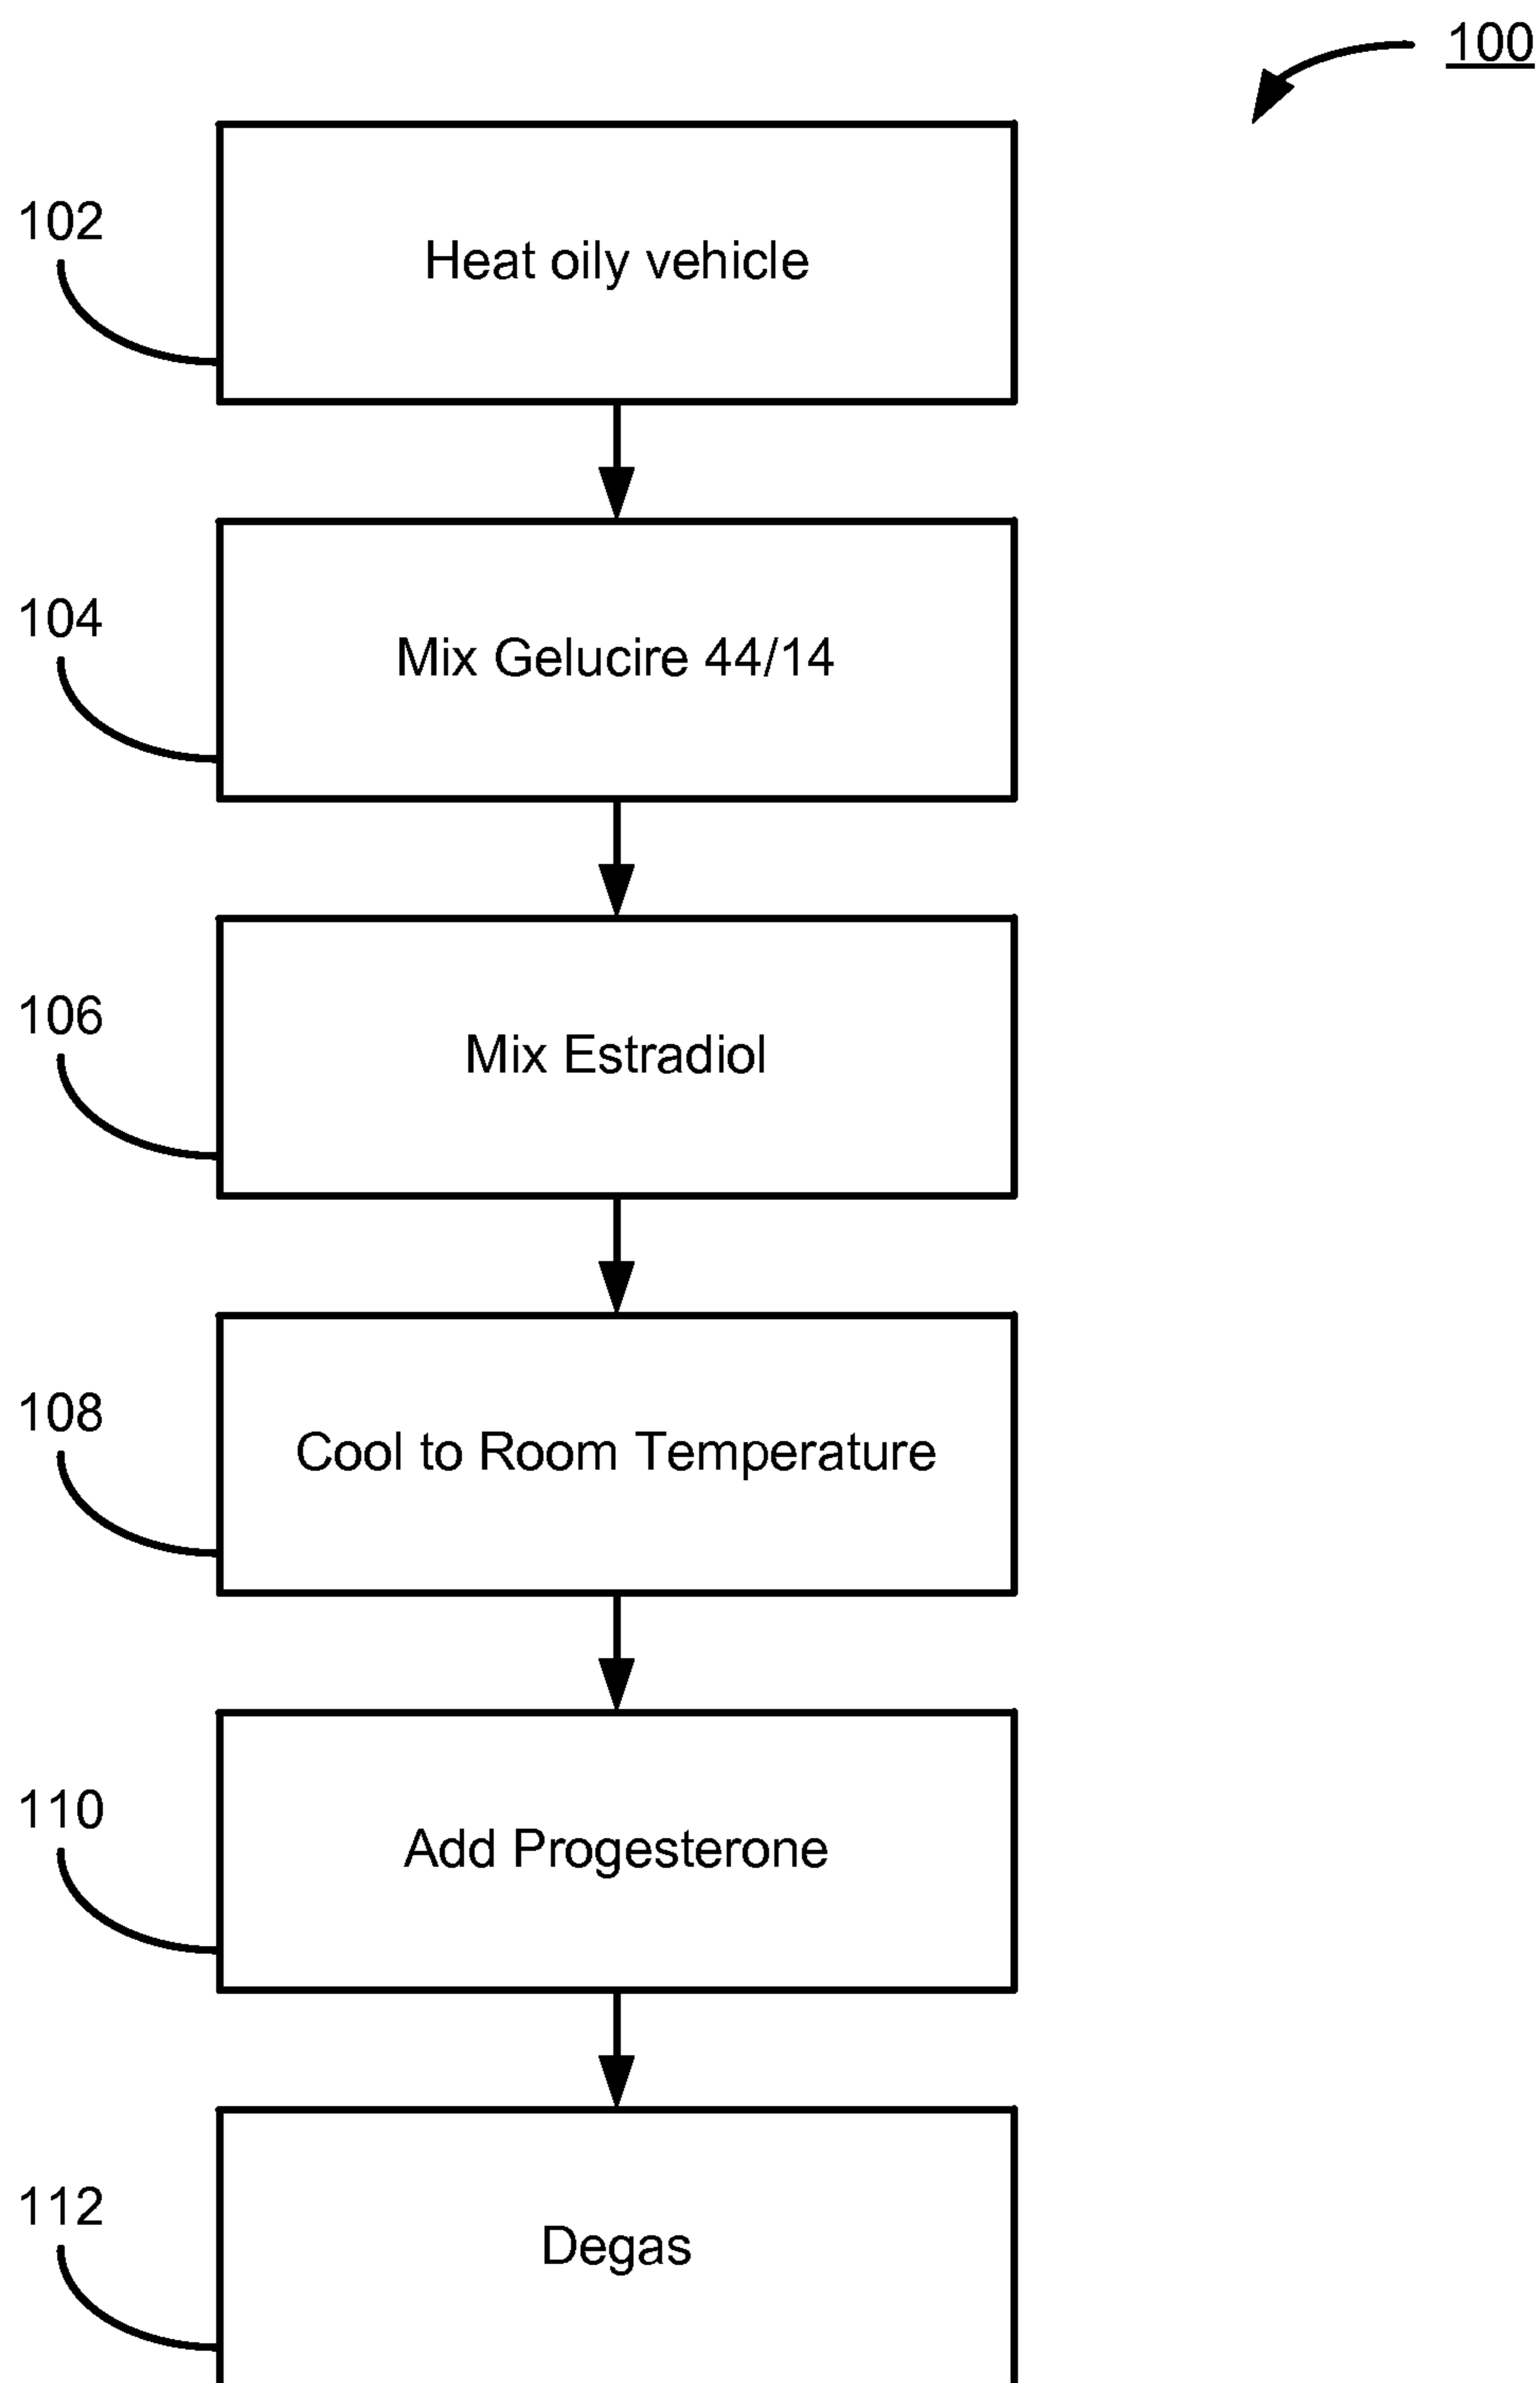 100
102
Heat oily vehicle
104
Mix Gelucire 44/14
106
Mix Estradiol
108
Cool to Room Temperature
110
Add Progesterone
112
Degas